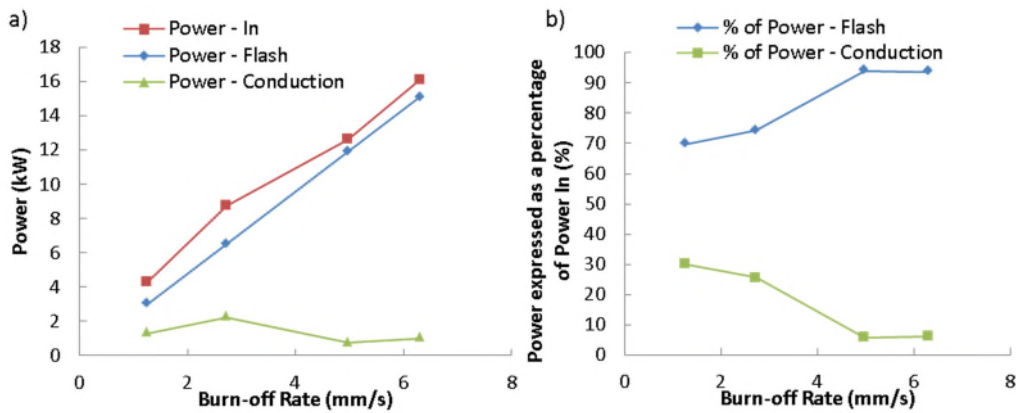 a)
Power - In
Power - Flash
Power - Conduction
18
16
14
12
10
8
6
4
2
0
Power (kW)
0 2 4 6 8
Burn-off Rate (mm/s)
b)
% of Power - Flash
% of Power - Conduction
100
90
80
70
60
50
40
30
20
10
0
Power expressed as a percentage
of Power In (%)
0 2 4 6 8
Burn-off Rate (mm/s)